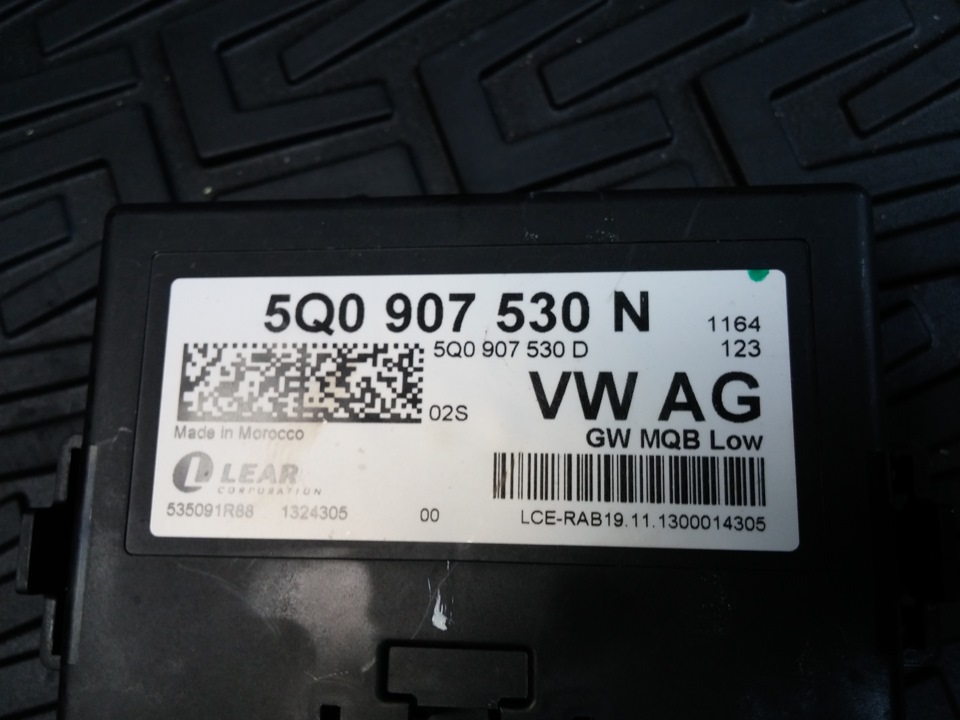 5Q0 907 530 N
1164
5Q0 907 530 D
123
02S
VW AG
Made in Morocco
GW MQB Low
LEAR
CORPORATION
535091R88 1324305 00
LCE-RAB19.11.1300014305